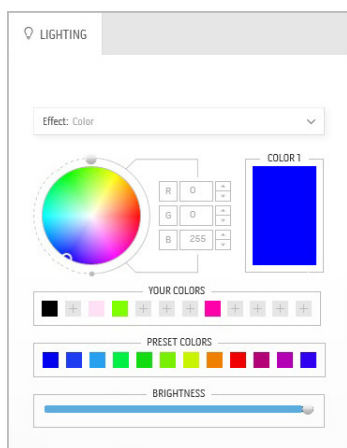 LIGHTING
Effect: Color
COLOR 1
R 0
G 0
B 255
YOUR COLORS
PRESET COLORS
BRIGHTNESS